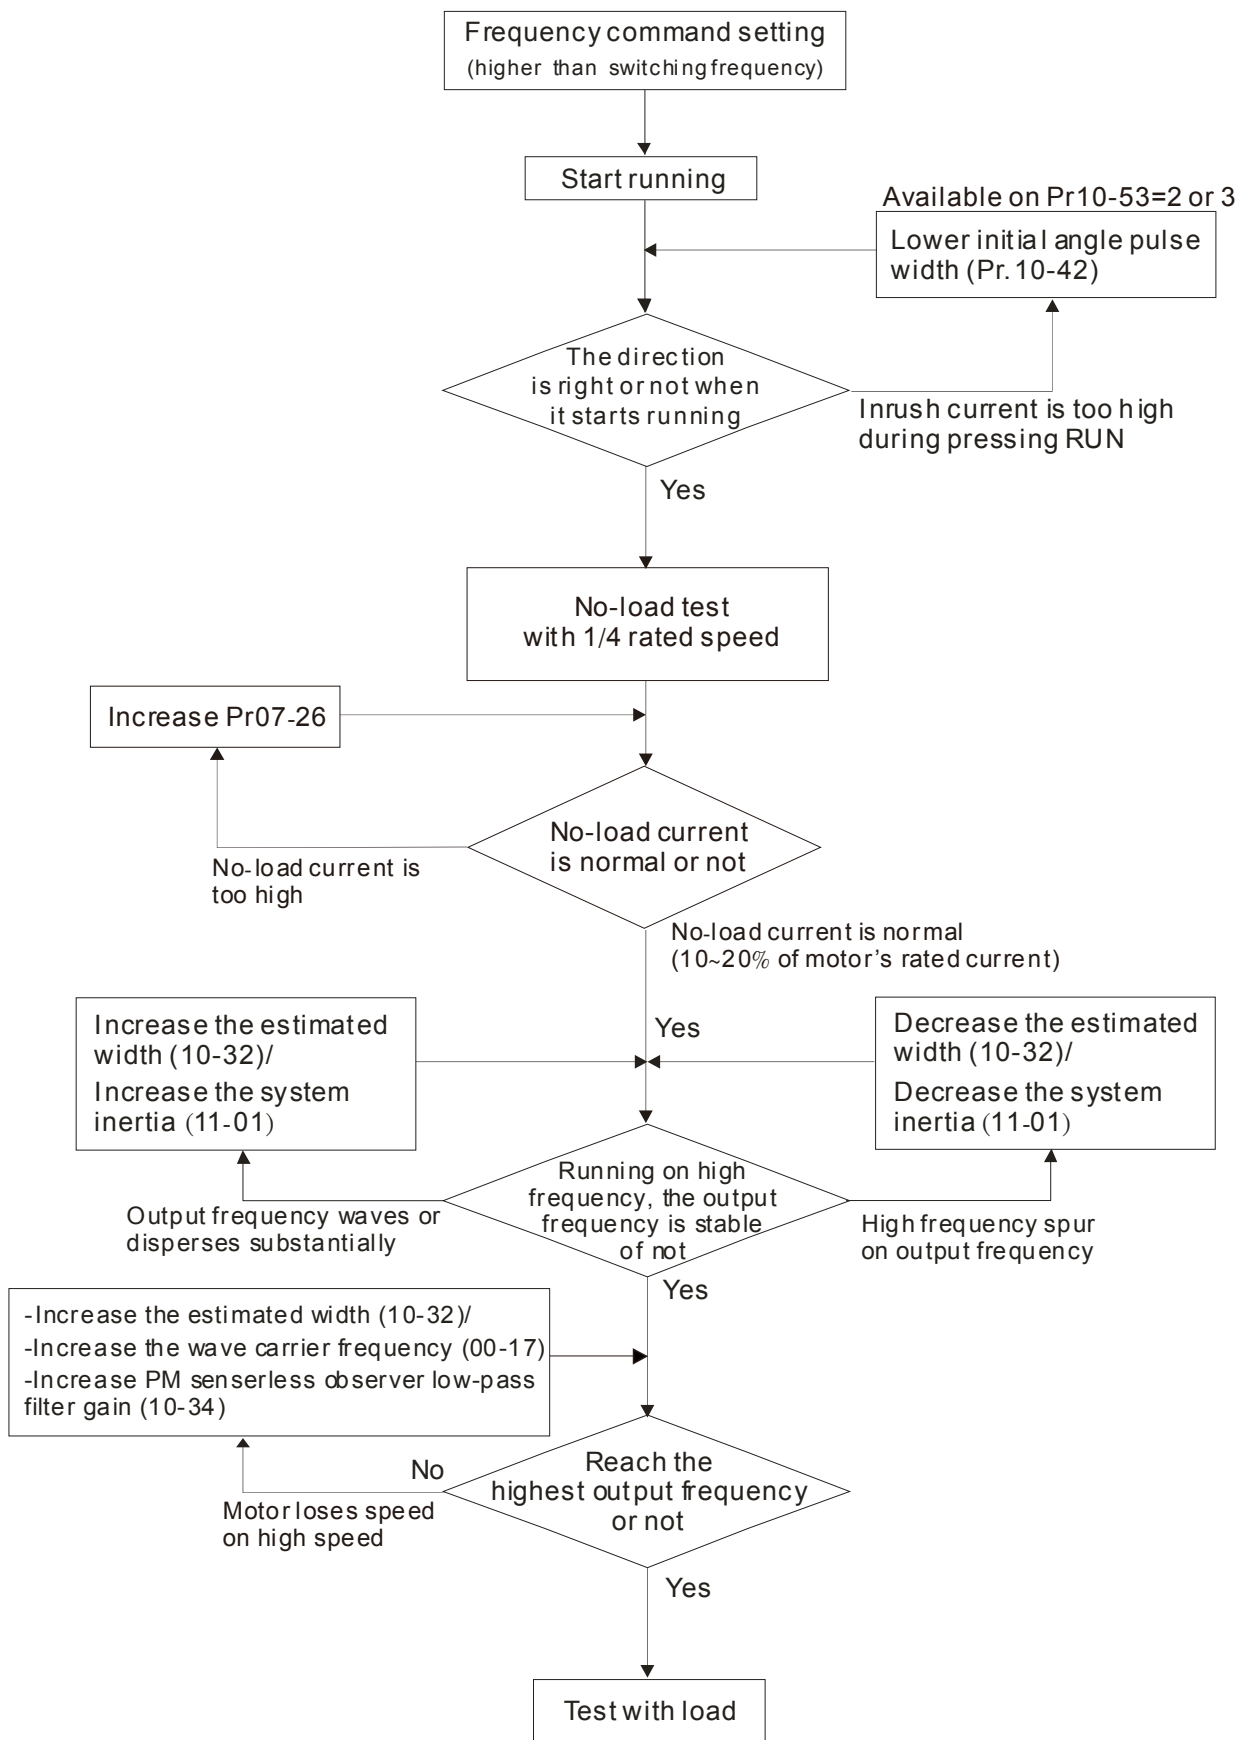 Frequency command setting
(higher than switching frequency)
Start running
Available on Pr10-53=2 or 3
Lower initial angle pulse
width (Pr. 10-42)
The direction
is right or not when
it starts running
Inrush current is too high
during pressing RUN
Yes
No-load test
with 1/4 rated speed
Increase Pr07-26
No-load current
is normal or not
No-load current is
too high
No-load current is normal
(10~20% of motor's rated current)
Increase the estimated
width (10-32)/
Increase the system
inertia (11-01)
Yes
Decrease the estimated
width (10-32)/
Decrease the system
inertia (11-01)
Running on high
frequency, the output
frequency is stable
of not
Output frequency waves or
disperses substantially
High frequency spur
on output frequency
Yes
-Increase the estimated width (10-32)/
-Increase the wave carrier frequency (00-17)
-Increase PM senserless observer low-pass
filter gain (10-34)
No
Reach the
highest output frequency
or not
Motor loses speed
on high speed
Yes
Test with load